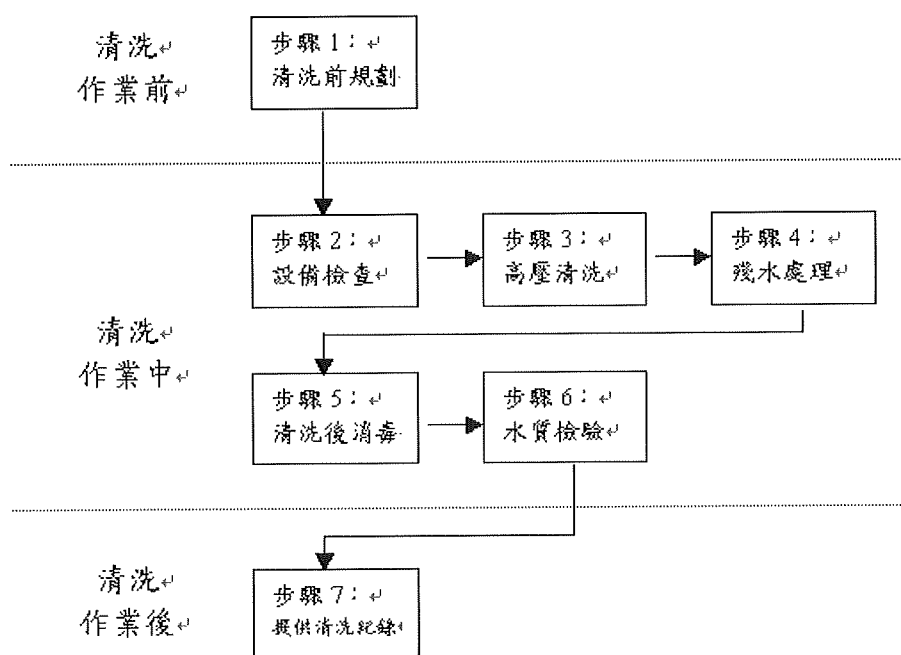 清洗
作業前
步驟 1：
清洗前規劃
步驟 2：
設備檢查
步驟 3：
高壓清洗
步驟 4：
殘水處理
清洗
作業中
步驟 5：
清洗後消毒
步驟 6：
水質檢驗
清洗
作業後
步驟 7：
提供清洗紀錄